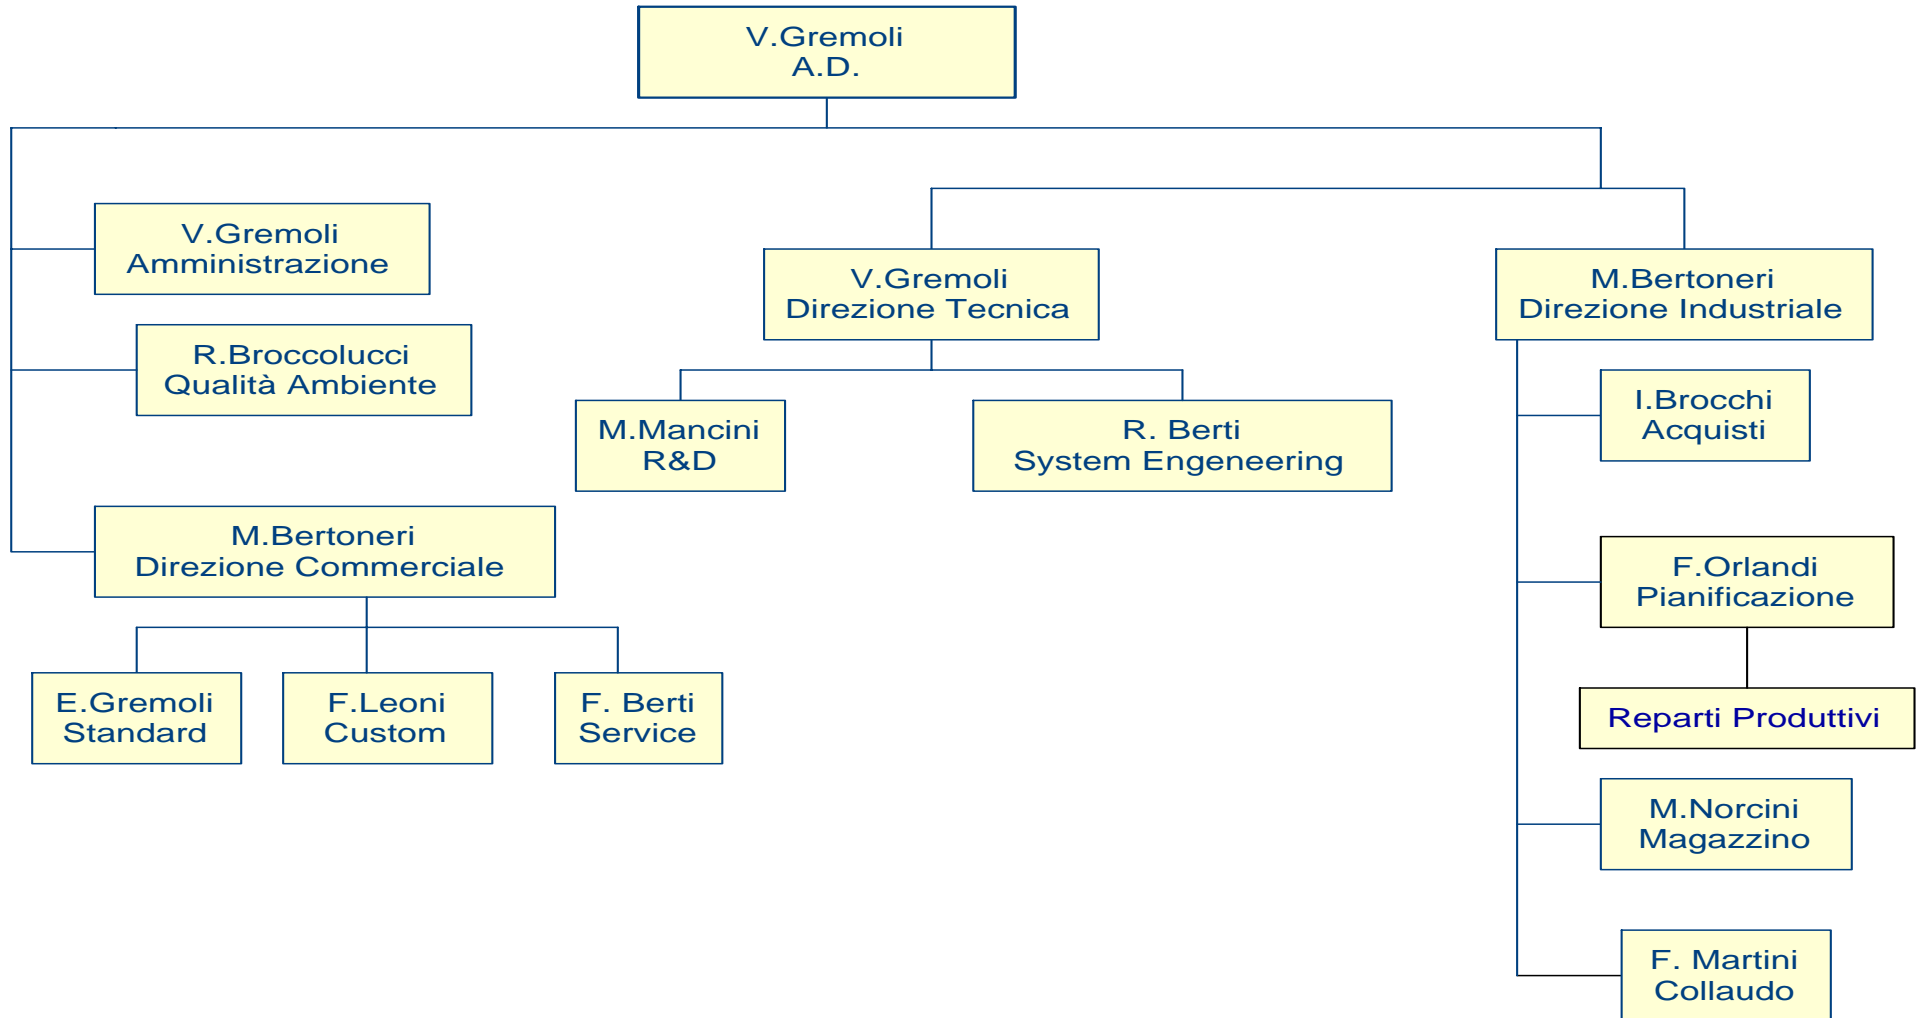 V.Gremoli
A.D.
V.Gremoli
Amministrazione
R.Broccolucci
Qualità Ambiente
M.Bertoneri
Direzione Commerciale
E.Gremoli
Standard
F.Leoni
Custom
F. Berti
Service
V.Gremoli
Direzione Tecnica
M.Mancini
R&D
R. Berti
System Engeneering
M.Bertoneri
Direzione Industriale
I.Brocchi
Acquisti
F.Orlandi
Pianificazione
Reparti Produttivi
M.Norcini
Magazzino
F. Martini
Collaudo